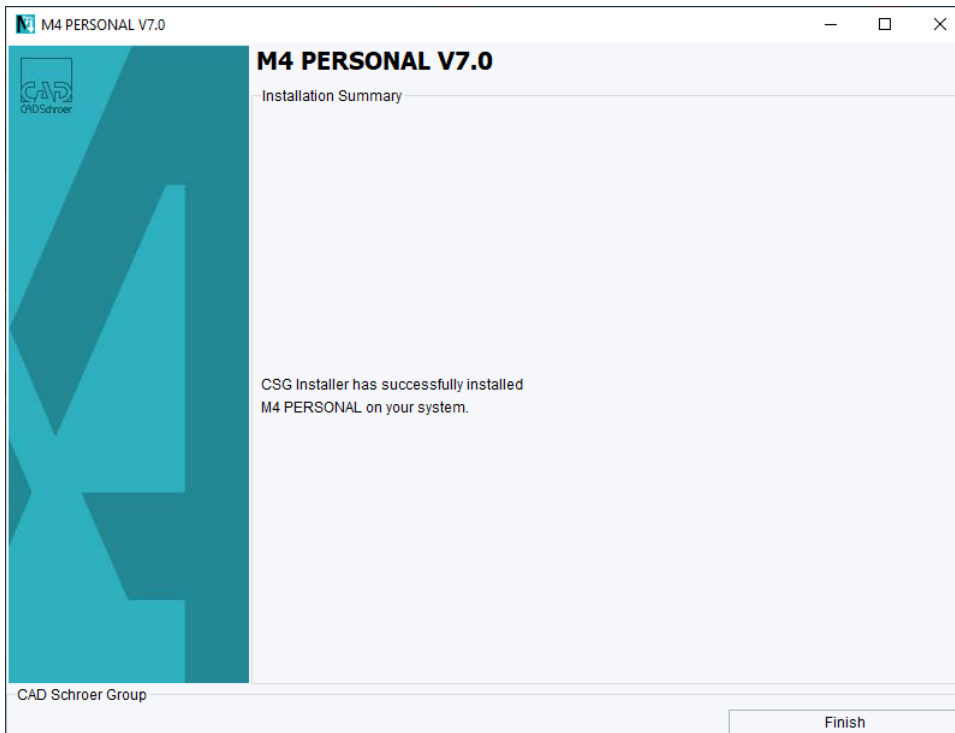 M4 PERSONAL V7.0
CAD
CADSchroer
M4 PERSONAL V7.0
Installation Summary
CSG Installer has successfully installed
M4 PERSONAL on your system.
CAD Schroer Group
Finish